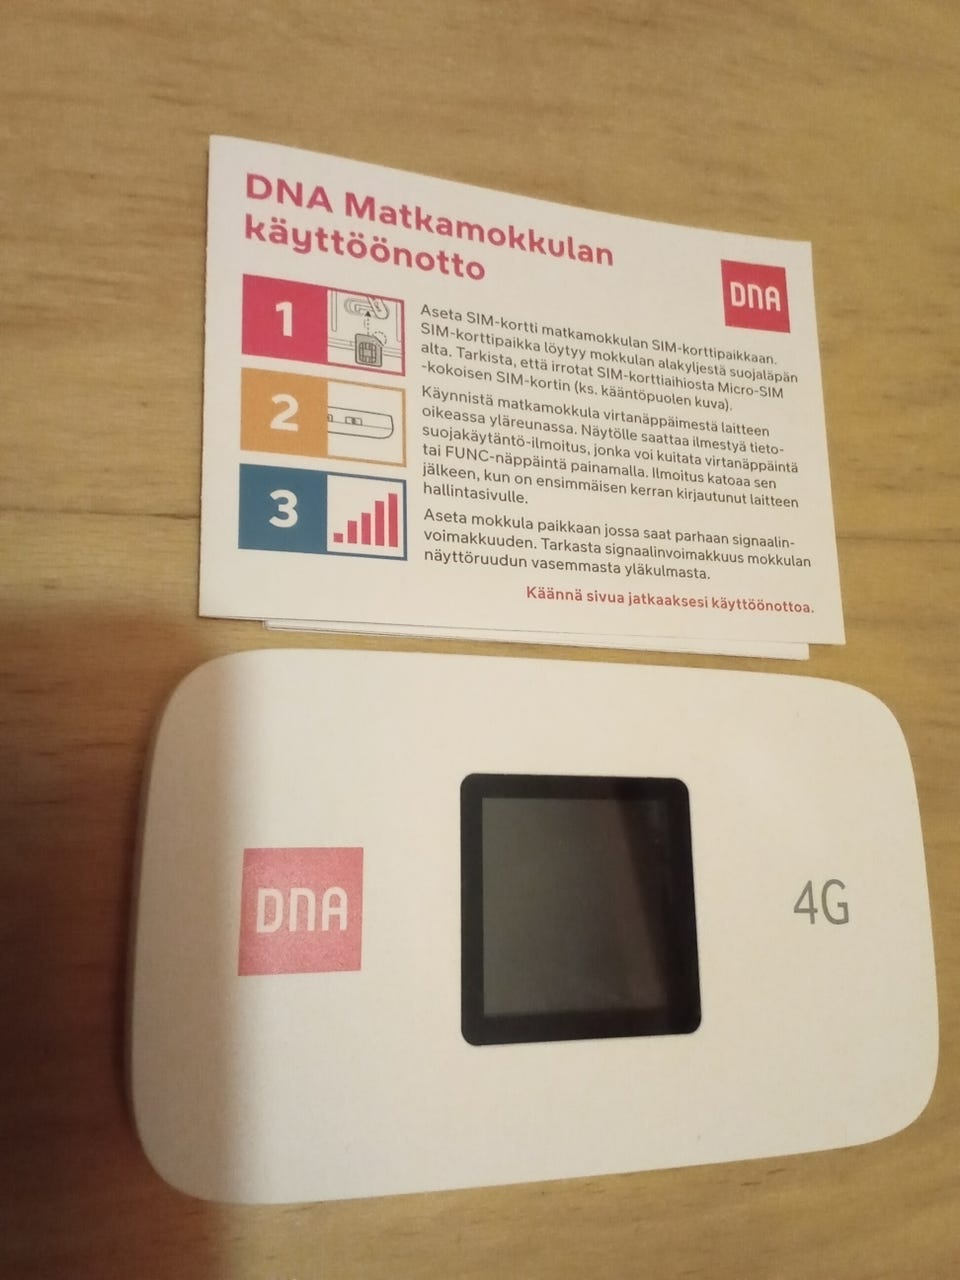 DNA Matkamokkulan
käyttöönotto
DNA
1
Aseta SIM-kortti matkamokkulan SIM-korttipaikkaan.
SIM-korttipaikka löytyy mokkulan alakyljestä suojaläpän
alta. Tarkista, että irrotat SIM-korttiaihiosta Micro-SIM
-kokoisen SIM-kortin (ks. kääntöpuolen kuva).
2
Käynnistä matkamokkula virtanäppäimestä laitteen
oikeassa yläreunassa. Näytölle saattaa ilmestyä tieto-
suojakäytäntö-ilmoitus, jonka voi kuitata virtanäppäintä
tai FUNC-näppäintä painamalla. Ilmoitus katoaa sen
jälkeen, kun on ensimmäisen kerran kirjautunut laitteen
hallintasivulle.
3
Aseta mokkula paikkaan jossa saat parhaan signaalin-
voimakkuuden. Tarkasta signaalinvoimakkuus mokkulan
näyttöruudun vasemmasta yläkulmasta.
Käännä sivua jatkaaksesi käyttöönottoa.
DNA
4G